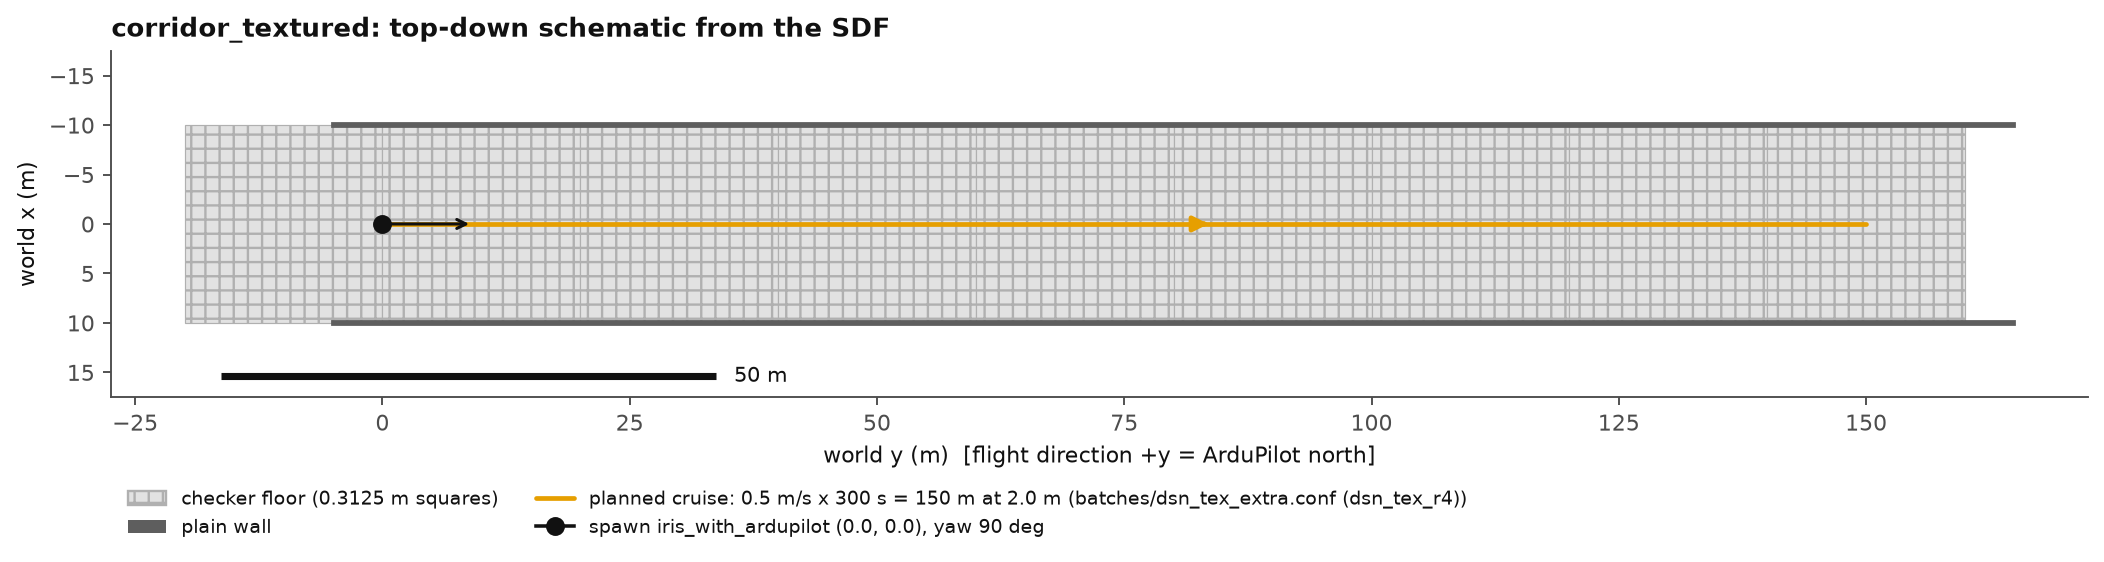 corridor_textured: top-down schematic from the SDF
world x (m)
−15
−10
−5
0
5
10
15
50 m
−25
0
25
50
75
100
125
150
world y (m)  [flight direction +y = ArduPilot north]
checker floor (0.3125 m squares)
plain wall
planned cruise: 0.5 m/s x 300 s = 150 m at 2.0 m (batches/dsn_tex_extra.conf (dsn_tex_r4))
spawn iris_with_ardupilot (0.0, 0.0), yaw 90 deg